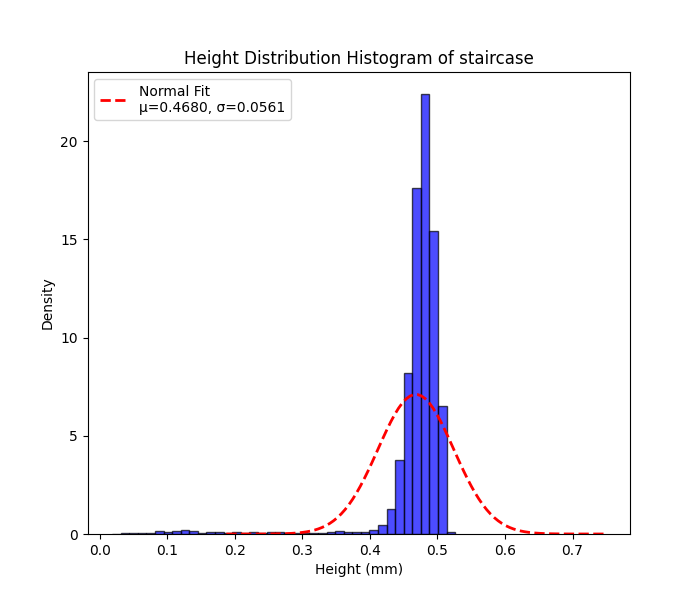 Height Distribution Histogram of staircase
Normal Fit
μ=0.4680, σ=0.0561
20
15
10
5
0
Density
0.0 0.1 0.2 0.3 0.4 0.5 0.6 0.7
Height (mm)